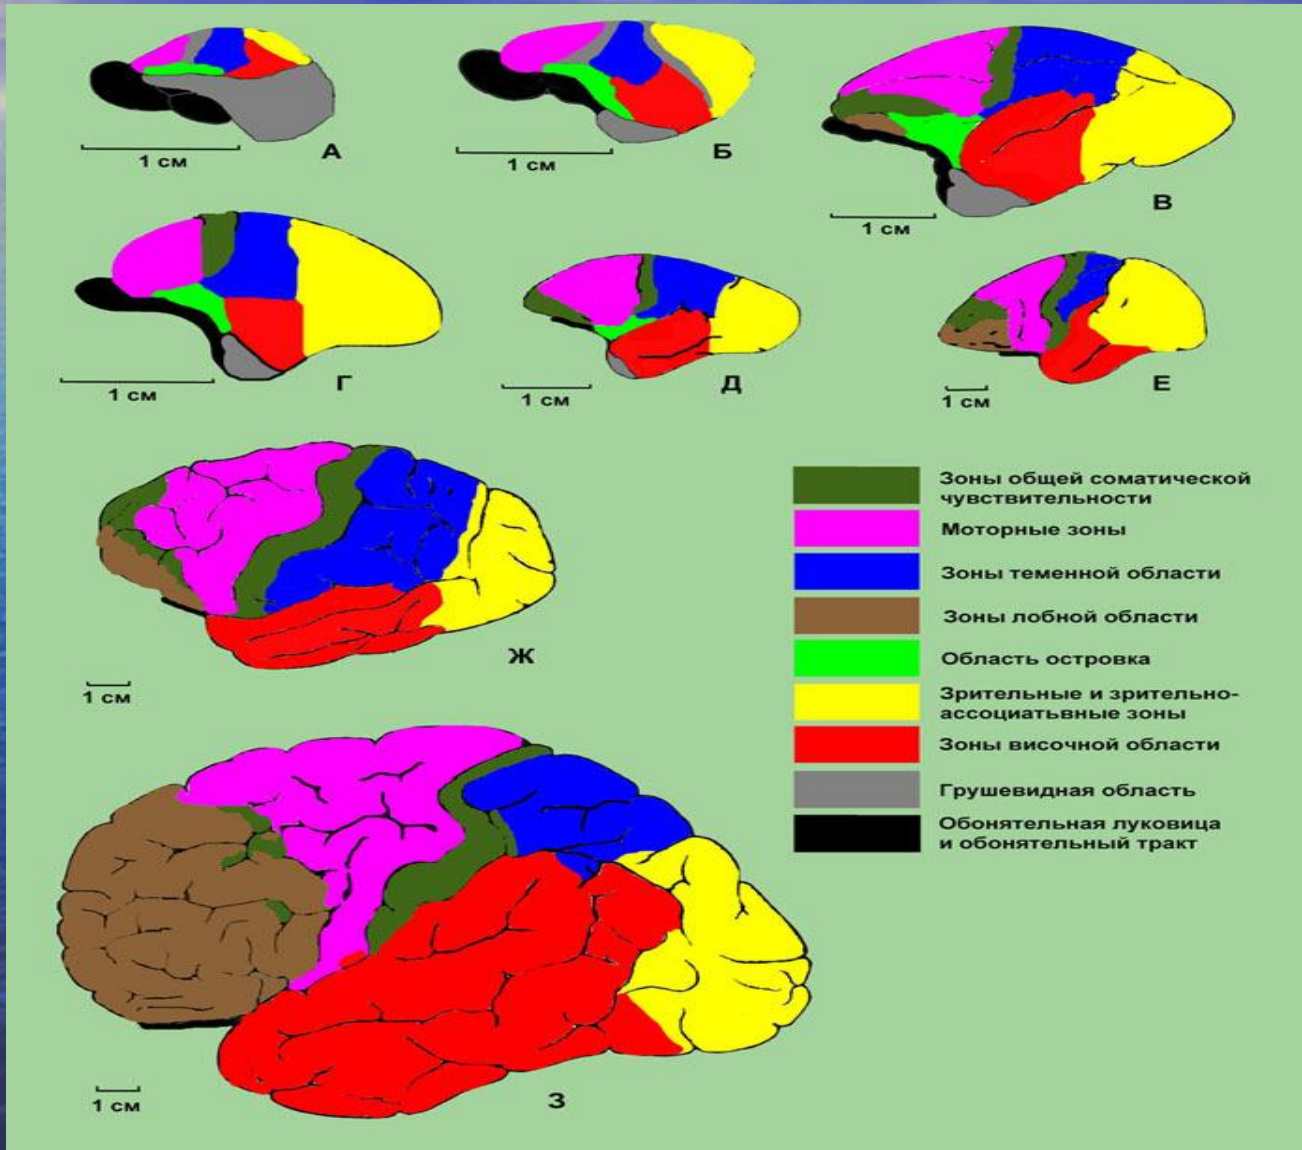 А
1 см
Б
1 см
В
1 см
Г
1 см
Д
1 см
Е
1 см
Ж
1 см
З
1 см
Зоны общей соматической
чувствительности
Моторные зоны
Зоны теменной области
Зоны лобной области
Область островка
Зрительные и зрительно-
ассоциатьвные зоны
Зоны височной области
Грушевидная область
Обонятельная луковица
и обонятельный тракт